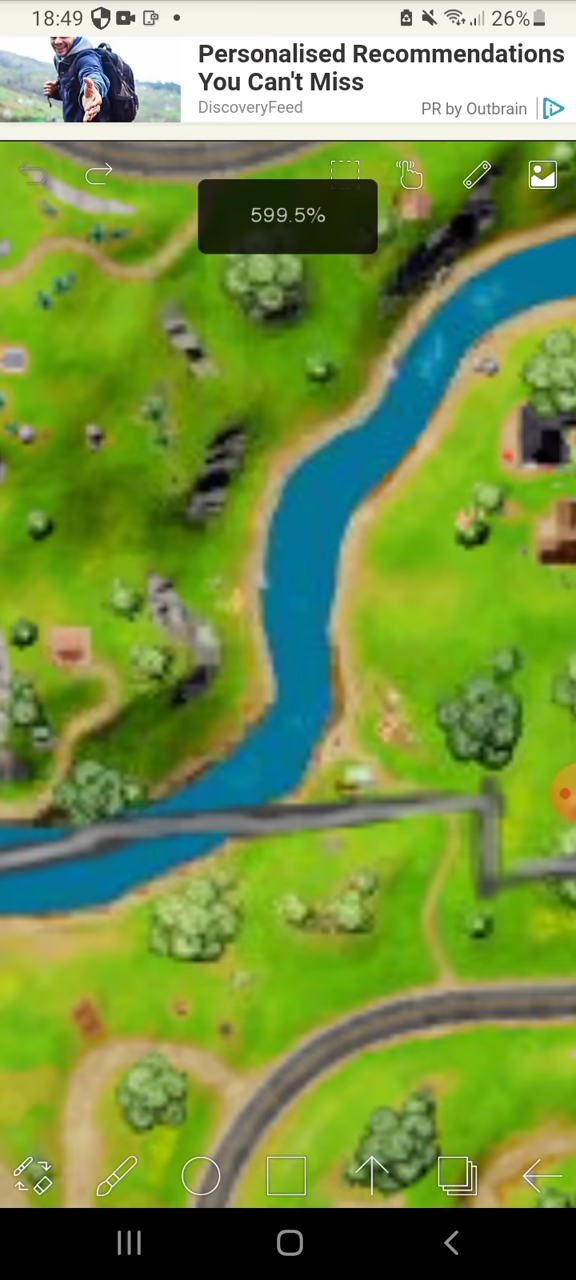 18:49
26%
Personalised Recommendations
You Can't Miss
DiscoveryFeed
PR by Outbrain
599.5%